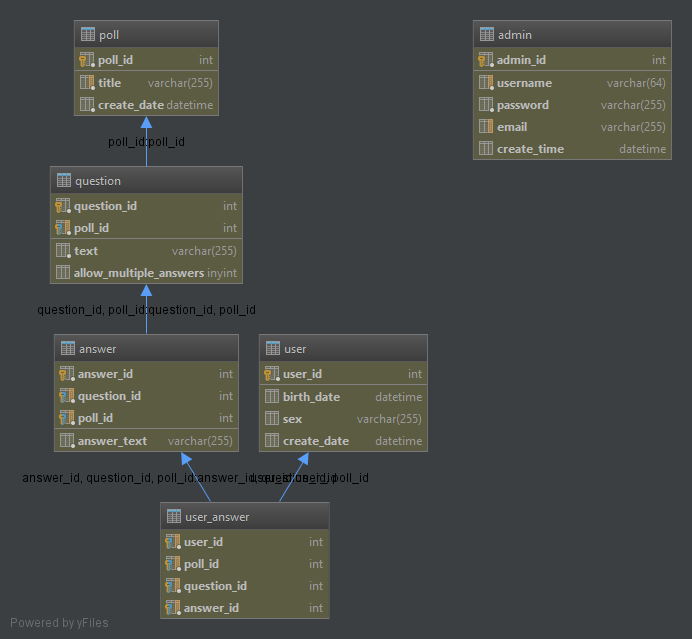 poll
poll_id int
title varchar(255)
create_date datetime
admin
admin_id int
username varchar(64)
password varchar(255)
email varchar(255)
create_time datetime
poll_id:poll_id
question
question_id int
poll_id int
text varchar(255)
allow_multiple_answers inyint
question_id, poll_id:question_id, poll_id
answer
answer_id int
question_id int
poll_id int
answer_text varchar(255)
user
user_id int
birth_date datetime
sex varchar(255)
create_date datetime
answer_id, question_id, poll_id:answer_id, question_id, poll_id
user_id:user_id
user_answer
user_id int
poll_id int
question_id int
answer_id int
Powered by yFiles